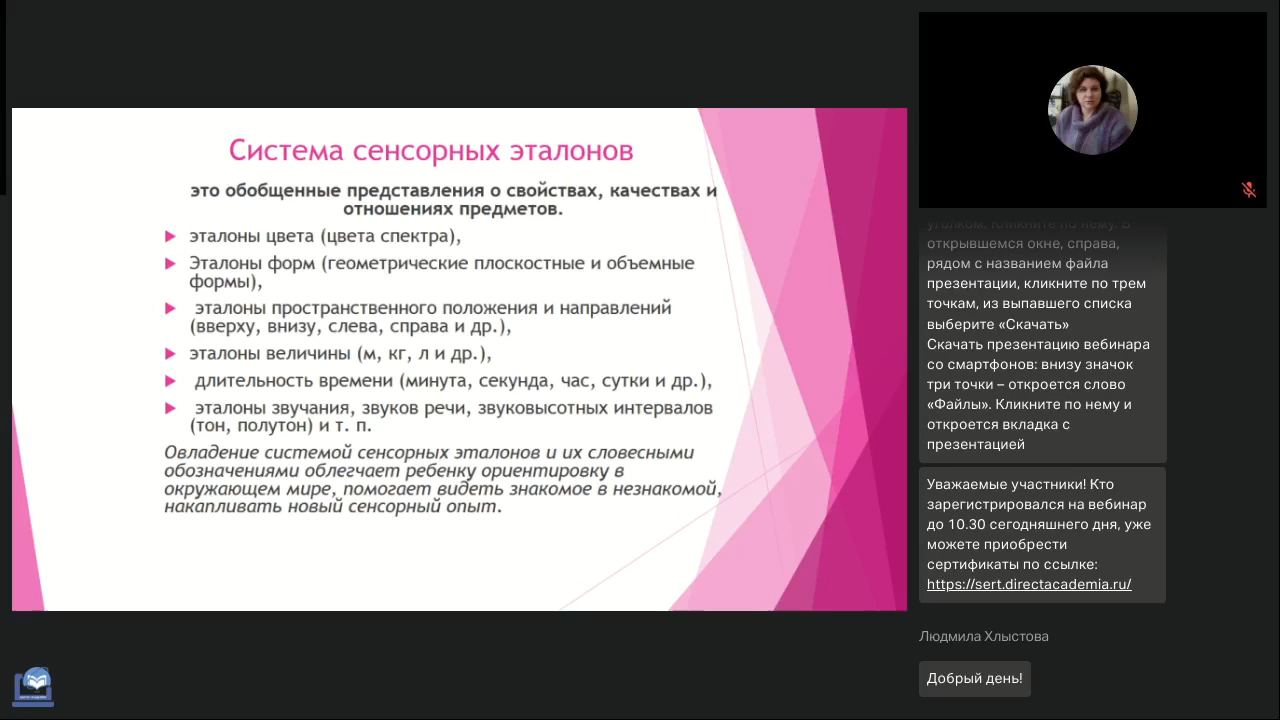 Система сенсорных эталонов
это обобщенные представления о свойствах, качествах и
отношениях предметов.
эталоны цвета (цвета спектра),
Эталоны форм (геометрические плоскостные и объемные
формы),
эталоны пространственного положения и направлений
(вверху, внизу, слева, справа и др.),
эталоны величины (м, кг, л и др.),
длительность времени (минута, секунда, час, сутки и др.),
эталоны звучания, звуков речи, звуковысотных интервалов
(тон, полутон) и т. п.
Овладение системой сенсорных эталонов и их словесными
обозначениями облегчает ребенку ориентировку в
окружающем мире, помогает видеть знакомое в незнакомой,
накапливать новый сенсорный опыт.
уголком. Кликните по нему. В
открывшемся окне, справа,
рядом с названием файла
презентации, кликните по трем
точкам, из выпавшего списка
выберите «Скачать»
Скачать презентацию вебинара
со смартфонов: внизу значок
три точки – откроется слово
«Файлы». Кликните по нему и
откроется вкладка с
презентацией
Уважаемые участники! Кто
зарегистрировался на вебинар
до 10.30 сегодняшнего дня, уже
можете приобрести
сертификаты по ссылке:
https://sert.directacademia.ru/
Людмила Хлыстова
Добрый день!